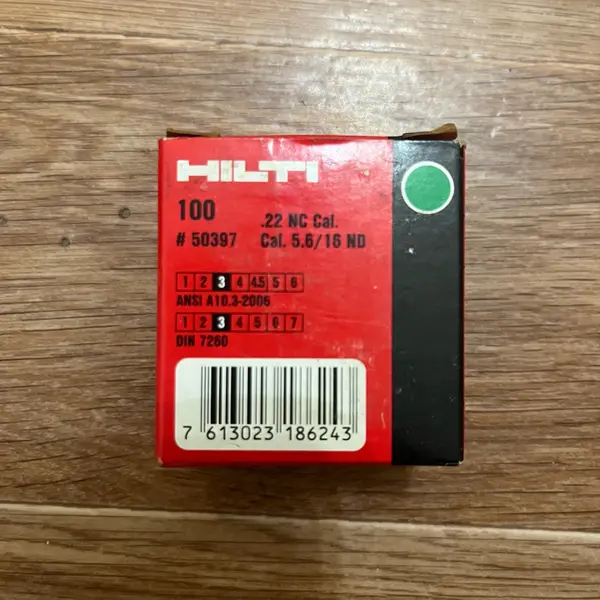 HILTI
100 .22 NC Cal.
# 50397 Cal. 5.6/16 ND
1 2 3 4 4.5 5 6
ANSI A10.3-2006
1 2 3 4 5 6 7
DIN 7260
7 613023 186243